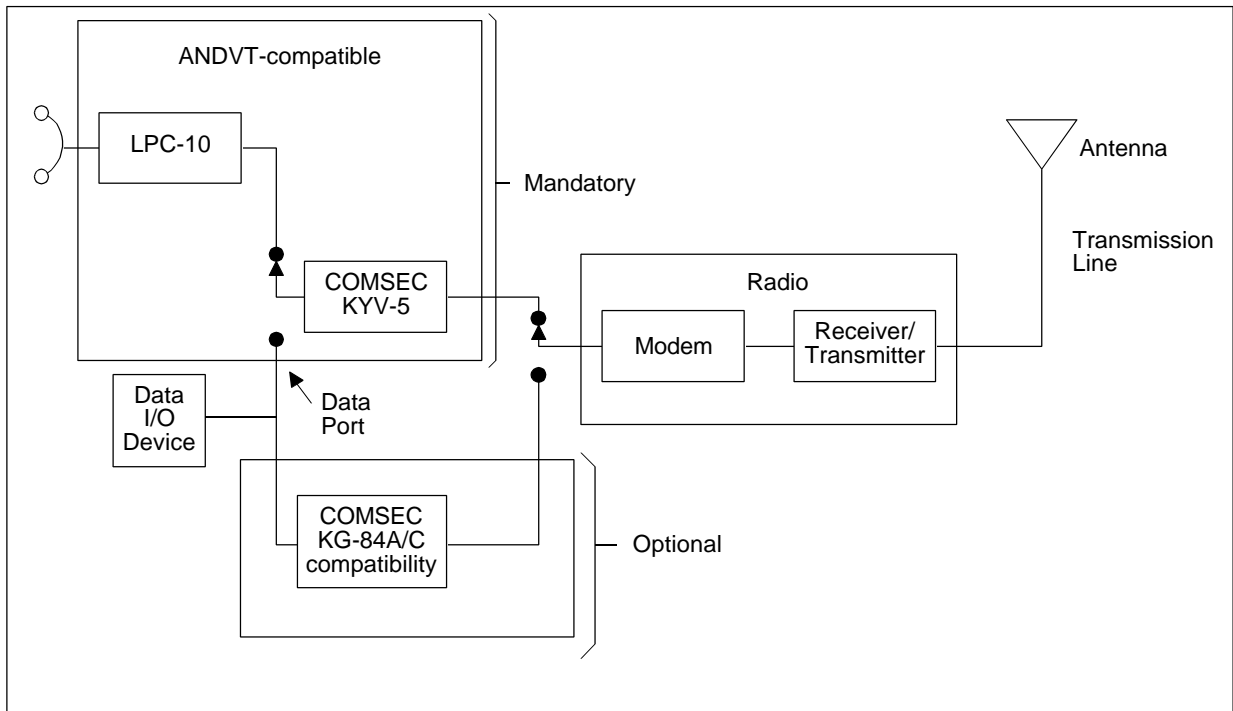 ANDVT-compatible
LPC-10
Mandatory
COMSEC
KYV-5
Antenna
Transmission
Line
Radio
Modem
Receiver/
Transmitter
Data
I/O
Device
Data
Port
COMSEC
KG-84A/C
compatibility
Optional